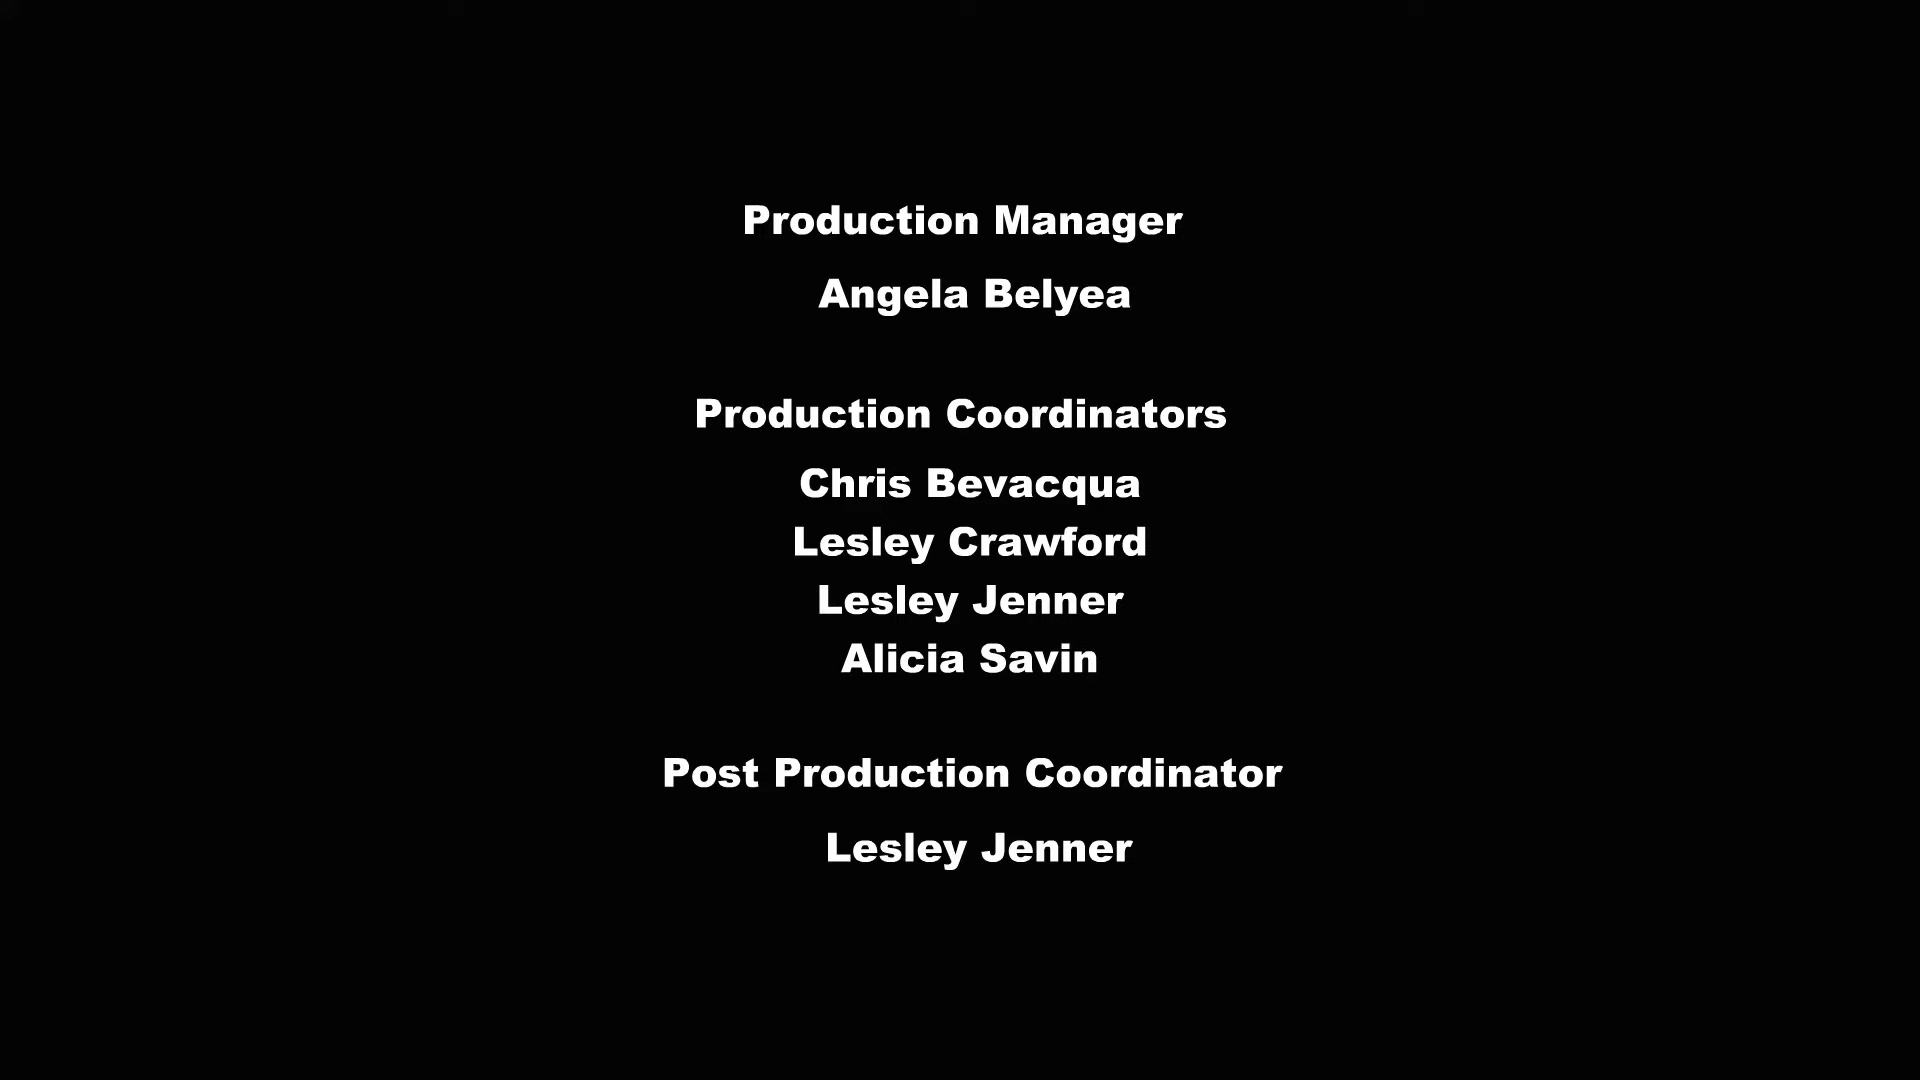 Production Manager
Angela Belyea
Production Coordinators
Chris Bevacqua
Lesley Crawford
Lesley Jenner
Alicia Savin
Post Production Coordinator
Lesley Jenner